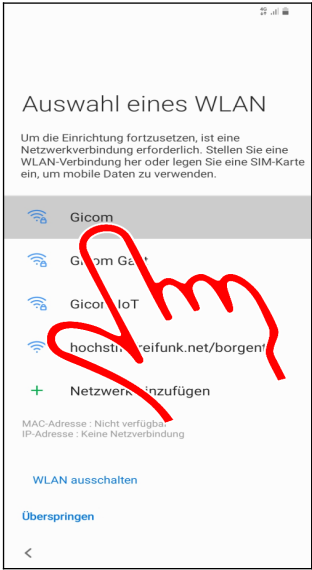 4G
Auswahl eines WLAN
Um die Einrichtung fortzusetzen, ist eine
Netzwerkverbindung erforderlich. Stellen Sie eine
WLAN-Verbindung her oder legen Sie eine SIM-Karte
ein, um mobile Daten zu verwenden.
Gicom
Gicom Gast
Gicom IoT
+ Netzwerk hinzufügen
MAC-Adresse : Nicht verfügbar
IP-Adresse : Keine Netzverbindung
WLAN ausschalten
Überspringen